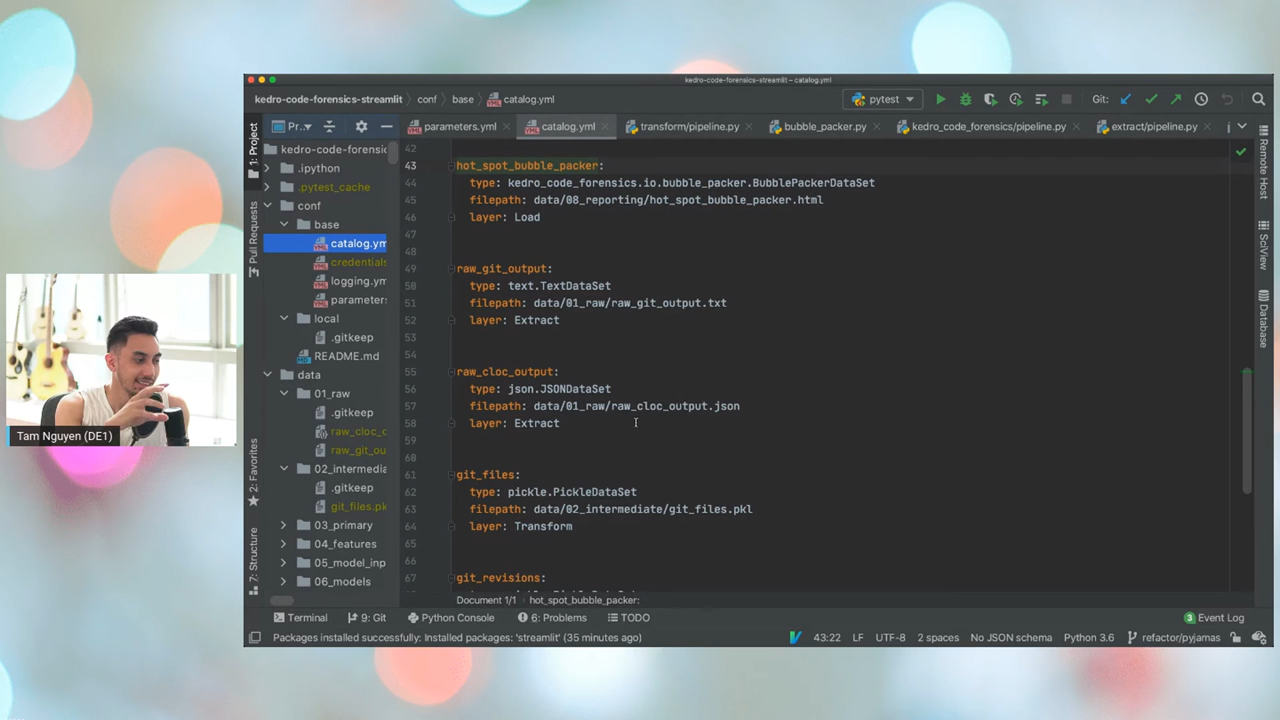 kedro-code-forensics-streamlit – catalog.yml
kedro-code-forensics-streamlit
conf
base
catalog.yml
pytest
Git:
Pr..
parameters.yml
catalog.yml
transform/pipeline.py
bubble_packer.py
kedro_code_forensics/pipeline.py
extract/pipeline.py
1: Project
Pull Requests
2: Favorites
7: Structure
kedro-code-forensic
.ipython
.pytest_cache
conf
base
catalog.ym
credentials
logging.ym
parameters
local
.gitkeep
README.md
data
01_raw
.gitkeep
raw_cloc_o
raw_git_ou
02_intermedia
.gitkeep
git_files.pk
03_primary
04_features
05_model_inp
06_models
42
43 hot_spot_bubble_packer:
44 type: kedro_code_forensics.io.bubble_packer.BubblePackerDataSet
45 filepath: data/08_reporting/hot_spot_bubble_packer.html
46 layer: Load
47
48
49 raw_git_output:
50 type: text.TextDataSet
51 filepath: data/01_raw/raw_git_output.txt
52 layer: Extract
53
54
55 raw_cloc_output:
56 type: json.JSONDataSet
57 filepath: data/01_raw/raw_cloc_output.json
58 layer: Extract
59
60
61 git_files:
62 type: pickle.PickleDataSet
63 filepath: data/02_intermediate/git_files.pkl
64 layer: Transform
65
66
67 git_revisions:
Document 1/1
hot_spot_bubble_packer:
Remote Host
SciView
Database
Terminal
9: Git
Python Console
6: Problems
TODO
3 Event Log
Packages installed successfully: Installed packages: 'streamlit' (35 minutes ago)
43:22
LF
UTF-8
2 spaces
No JSON schema
Python 3.6
refactor/pyjamas
Tam Nguyen (DE1)